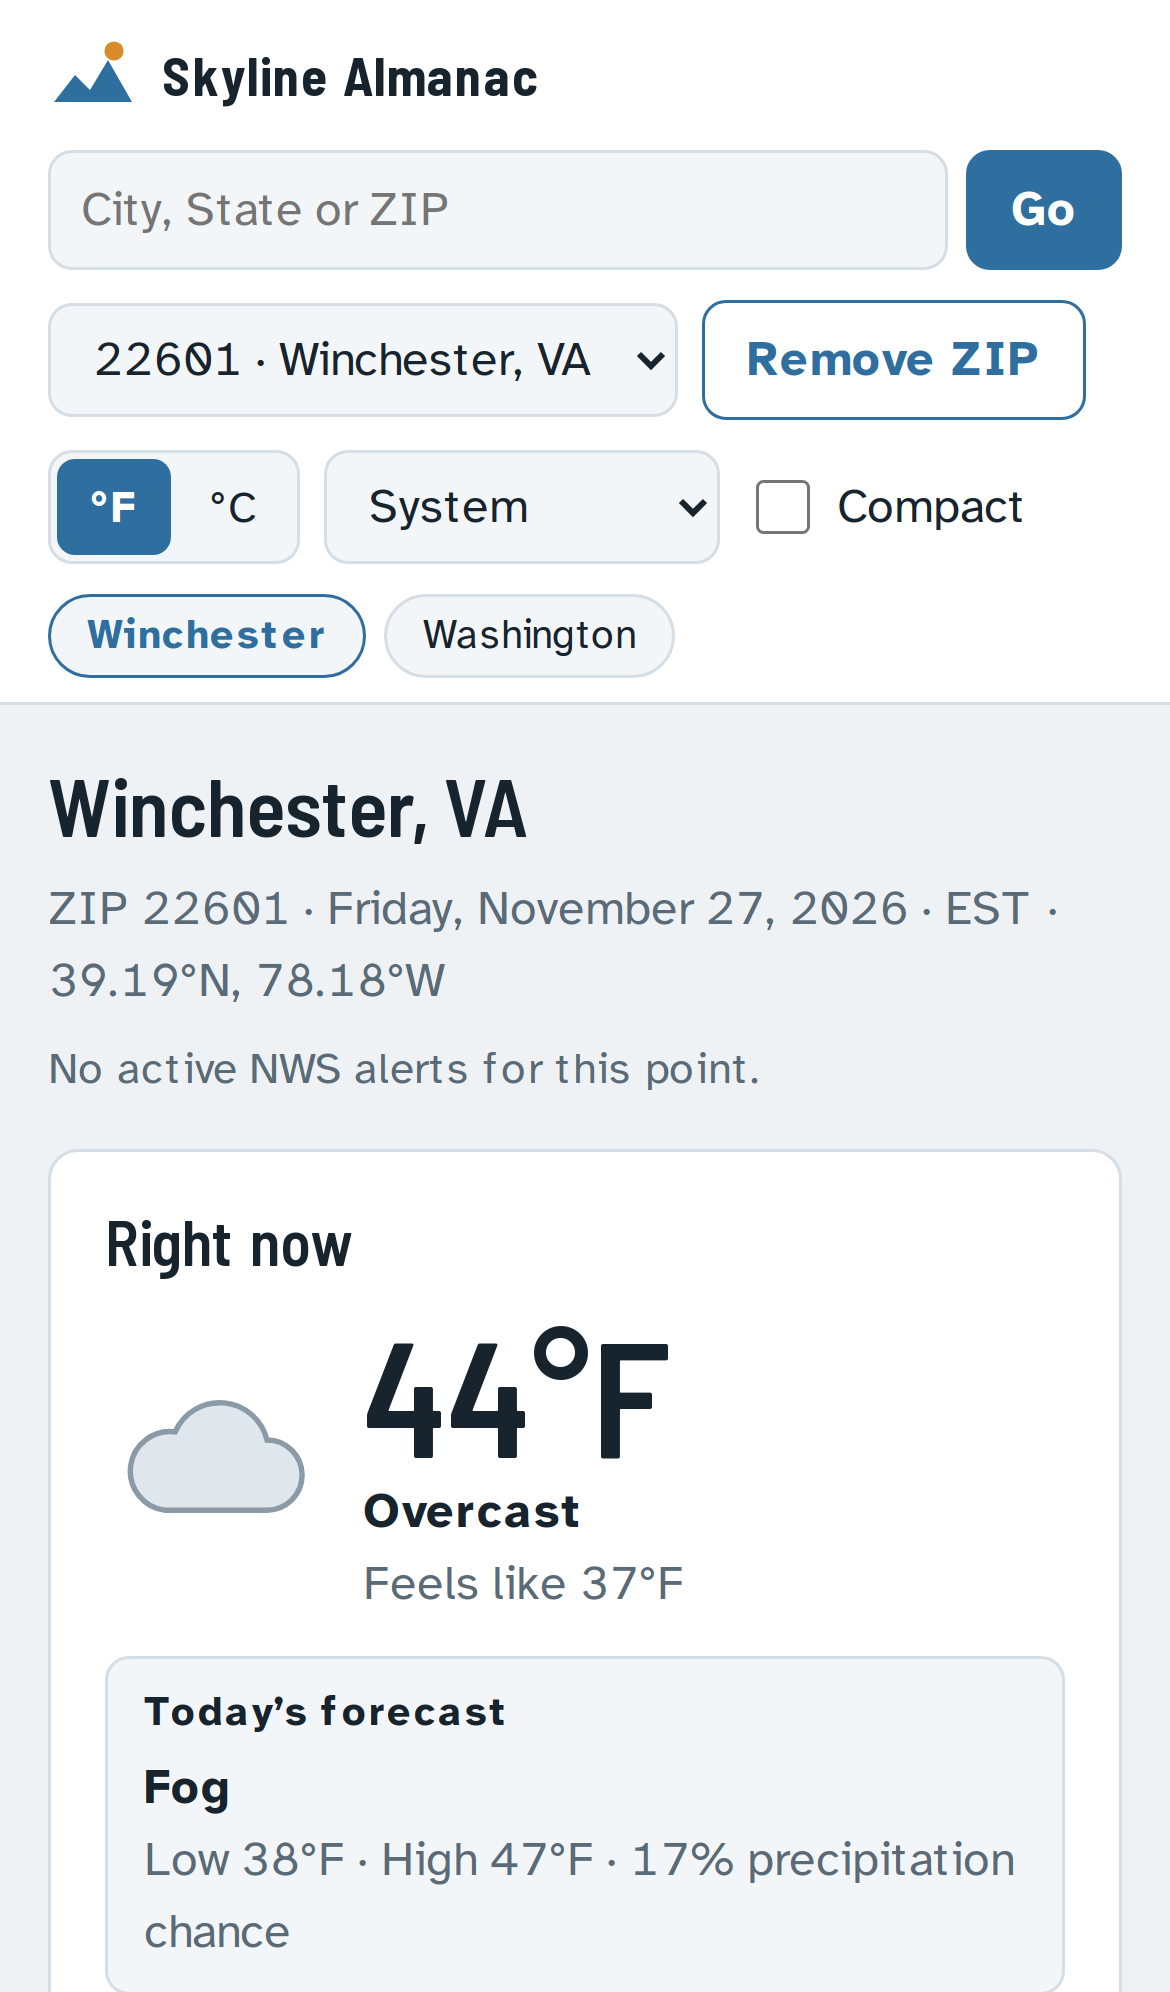 Skyline Almanac
City, State or ZIP
Go
22601 · Winchester, VA
Remove ZIP
°F
°C
System
Compact
Winchester
Washington
Winchester, VA
ZIP 22601 · Friday, November 27, 2026 · EST ·
39.19°N, 78.18°W
No active NWS alerts for this point.
Right now
44°F
Overcast
Feels like 37°F
Today’s forecast
Fog
Low 38°F · High 47°F · 17% precipitation
chance